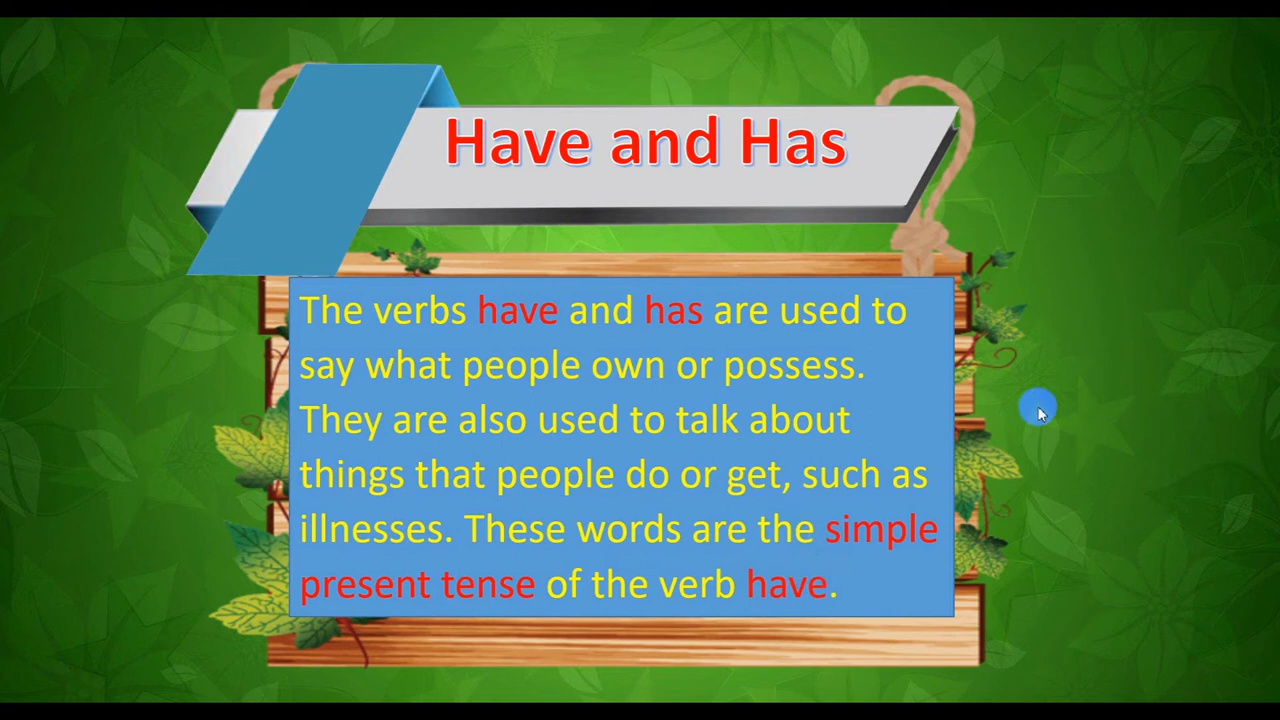 Have and Has
The verbs have and has are used to
say what people own or possess.
They are also used to talk about
things that people do or get, such as
illnesses. These words are the simple
present tense of the verb have.